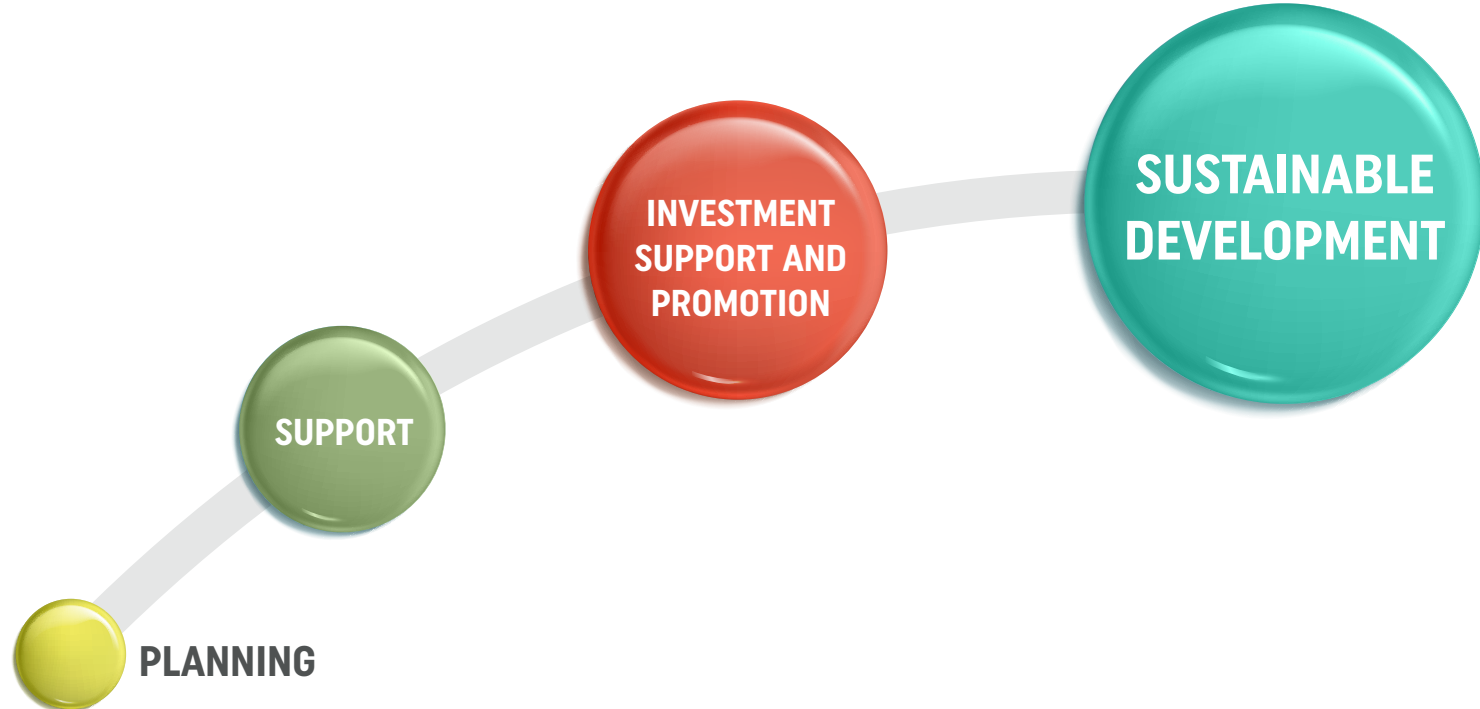 SUSTAINABLE
DEVELOPMENT
INVESTMENT
SUPPORT AND
PROMOTION
SUPPORT
PLANNING